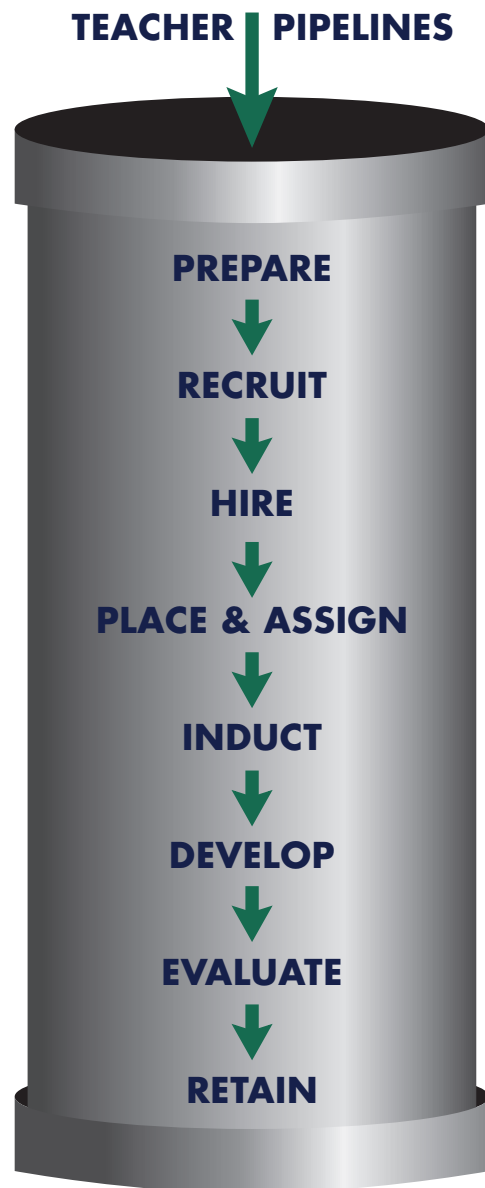 TEACHER PIPELINES
PREPARE
RECRUIT
HIRE
PLACE & ASSIGN
INDUCT
DEVELOP
EVALUATE
RETAIN